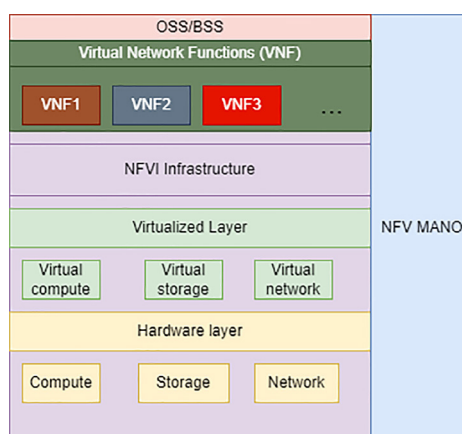 OSS/BSS
Virtual Network Functions (VNF)
VNF1 VNF2 VNF3 ...
NFVI Infrastructure
NFV MANO
Virtualized Layer
Virtual compute
Virtual storage
Virtual network
Hardware layer
Compute Storage Network